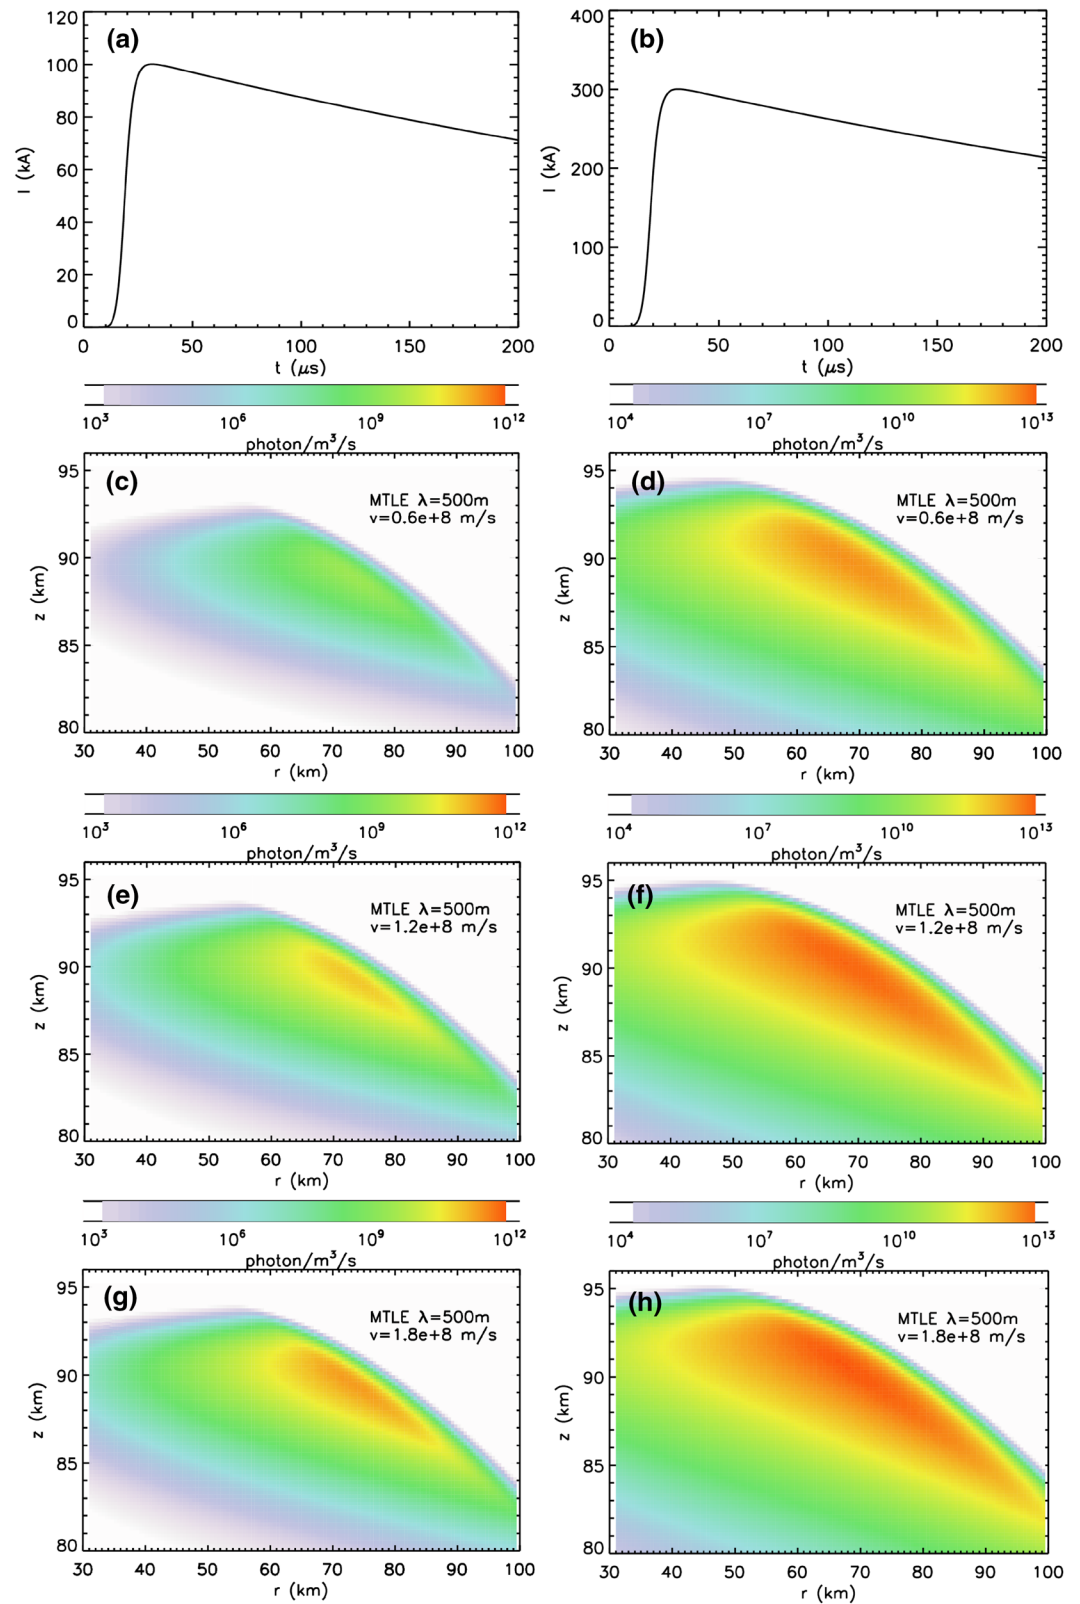 (a)
120
100
80
60
40
20
0
I (kA)
0 50 100 150 200
t (μs)
(b)
400
300
200
100
0
I (kA)
0 50 100 150 200
t (μs)
10³ 10⁶ 10⁹ 10¹²
photon/m³/s
10⁴ 10⁷ 10¹⁰ 10¹³
photon/m³/s
(c)
MTLE λ=500m
v=0.6e+8 m/s
95
90
85
80
z (km)
30 40 50 60 70 80 90 100
r (km)
(d)
MTLE λ=500m
v=0.6e+8 m/s
95
90
85
80
z (km)
30 40 50 60 70 80 90 100
r (km)
10³ 10⁶ 10⁹ 10¹²
photon/m³/s
10⁴ 10⁷ 10¹⁰ 10¹³
photon/m³/s
(e)
MTLE λ=500m
v=1.2e+8 m/s
95
90
85
80
z (km)
30 40 50 60 70 80 90 100
r (km)
(f)
MTLE λ=500m
v=1.2e+8 m/s
95
90
85
80
z (km)
30 40 50 60 70 80 90 100
r (km)
10³ 10⁶ 10⁹ 10¹²
photon/m³/s
10⁴ 10⁷ 10¹⁰ 10¹³
photon/m³/s
(g)
MTLE λ=500m
v=1.8e+8 m/s
95
90
85
80
z (km)
30 40 50 60 70 80 90 100
r (km)
(h)
MTLE λ=500m
v=1.8e+8 m/s
95
90
85
80
z (km)
30 40 50 60 70 80 90 100
r (km)